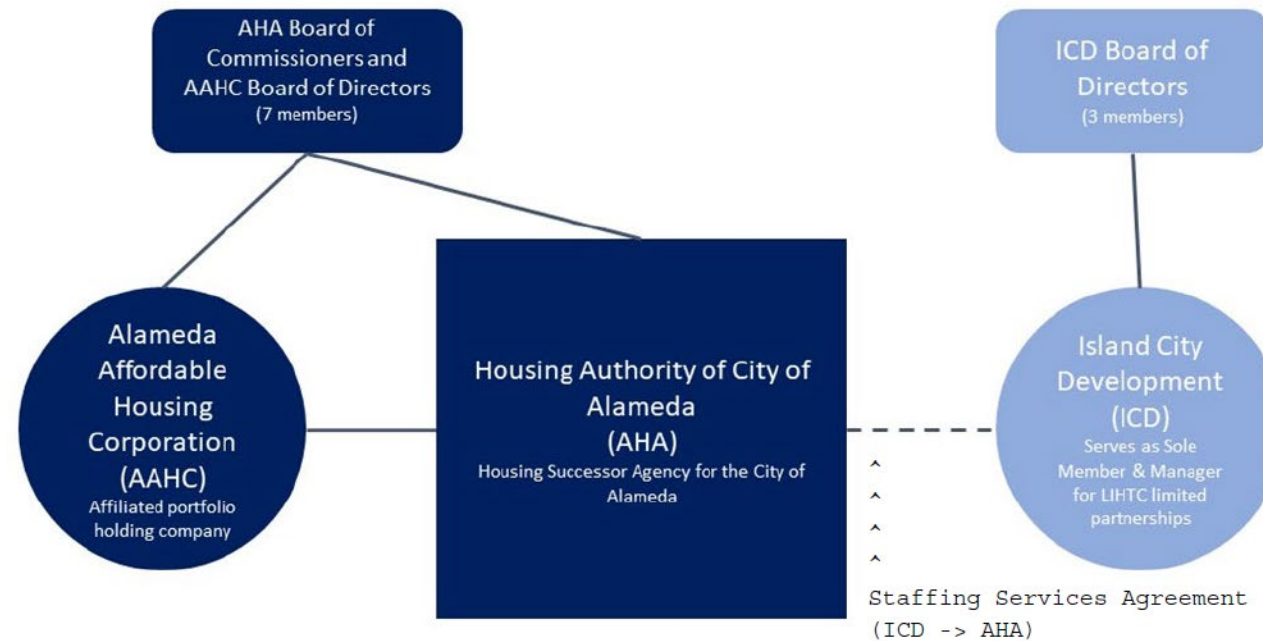 AHA Board of
Commissioners and
AAHC Board of Directors
(7 members)
ICD Board of
Directors
(3 members)
Alameda
Affordable
Housing
Corporation
(AAHC)
Affiliated portfolio
holding company
Housing Authority of City of
Alameda
(AHA)
Housing Successor Agency for the City of
Alameda
Island City
Development
(ICD)
Serves as Sole
Member & Manager
for LIHTC limited
partnerships
^
^
^
^
^
Staffing Services Agreement
(ICD -> AHA)